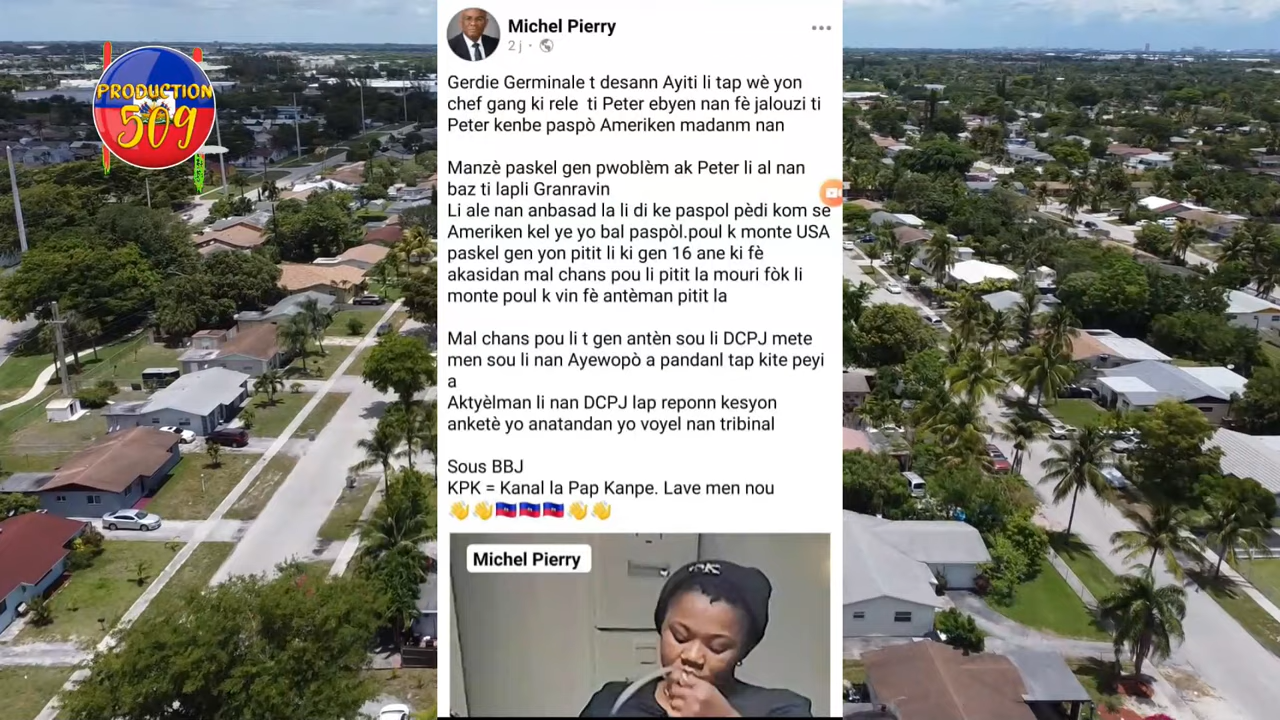 PRODUCTION
509
Michel Pierry
2 j
Gerdie Germinale t desann Ayiti li tap wè yon
chef gang ki rele ti Peter ebyen nan fè jalouzi ti
Peter kenbe paspò Ameriken madanm nan
Manzè paskel gen pwoblèm ak Peter li al nan
baz ti lapli Granravin
Li ale nan anbasad la li di ke paspol pèdi kom se
Ameriken kel ye yo bal paspòl.poul k monte USA
paskel gen yon pitit li ki gen 16 ane ki fè
akasidan mal chans pou li pitit la mouri fòk li
monte poul k vin fè antèman pitit la
Mal chans pou li t gen antèn sou li DCPJ mete
men sou li nan Ayewopò a pandanl tap kite peyi
a
Aktyèlman li nan DCPJ lap reponn kesyon
anketè yo anatandan yo voyel nan tribinal
Sous BBJ
KPK = Kanal la Pap Kanpe. Lave men nou
👋👋🇭🇹🇭🇹🇭🇹👋👋
Michel Pierry